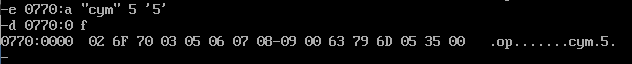 -e 0770:a "cym" 5 '5'
-d 0770:0 f
0770:0000  02 6F 70 03 05 06 07 08-09 00 63 79 6D 05 35 00   .op.......cym.5.
-